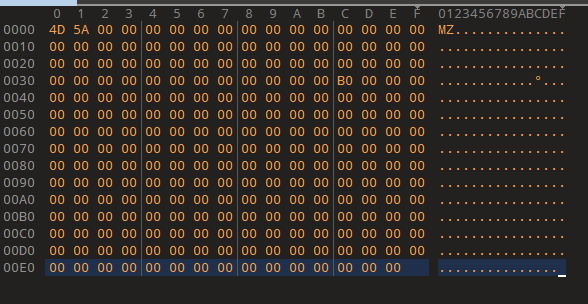 0 1 2 3 4 5 6 7 8 9 A B C D E F 0123456789ABCDEF
0000 4D 5A 00 00 00 00 00 00 00 00 00 00 00 00 00 00 MZ..............
0010 00 00 00 00 00 00 00 00 00 00 00 00 00 00 00 00 ................
0020 00 00 00 00 00 00 00 00 00 00 00 00 00 00 00 00 ................
0030 00 00 00 00 00 00 00 00 00 00 00 00 B0 00 00 00 ............°...
0040 00 00 00 00 00 00 00 00 00 00 00 00 00 00 00 00 ................
0050 00 00 00 00 00 00 00 00 00 00 00 00 00 00 00 00 ................
0060 00 00 00 00 00 00 00 00 00 00 00 00 00 00 00 00 ................
0070 00 00 00 00 00 00 00 00 00 00 00 00 00 00 00 00 ................
0080 00 00 00 00 00 00 00 00 00 00 00 00 00 00 00 00 ................
0090 00 00 00 00 00 00 00 00 00 00 00 00 00 00 00 00 ................
00A0 00 00 00 00 00 00 00 00 00 00 00 00 00 00 00 00 ................
00B0 00 00 00 00 00 00 00 00 00 00 00 00 00 00 00 00 ................
00C0 00 00 00 00 00 00 00 00 00 00 00 00 00 00 00 00 ................
00D0 00 00 00 00 00 00 00 00 00 00 00 00 00 00 00 00 ................
00E0 00 00 00 00 00 00 00 00 00 00 00 00 00 00 00 ...............